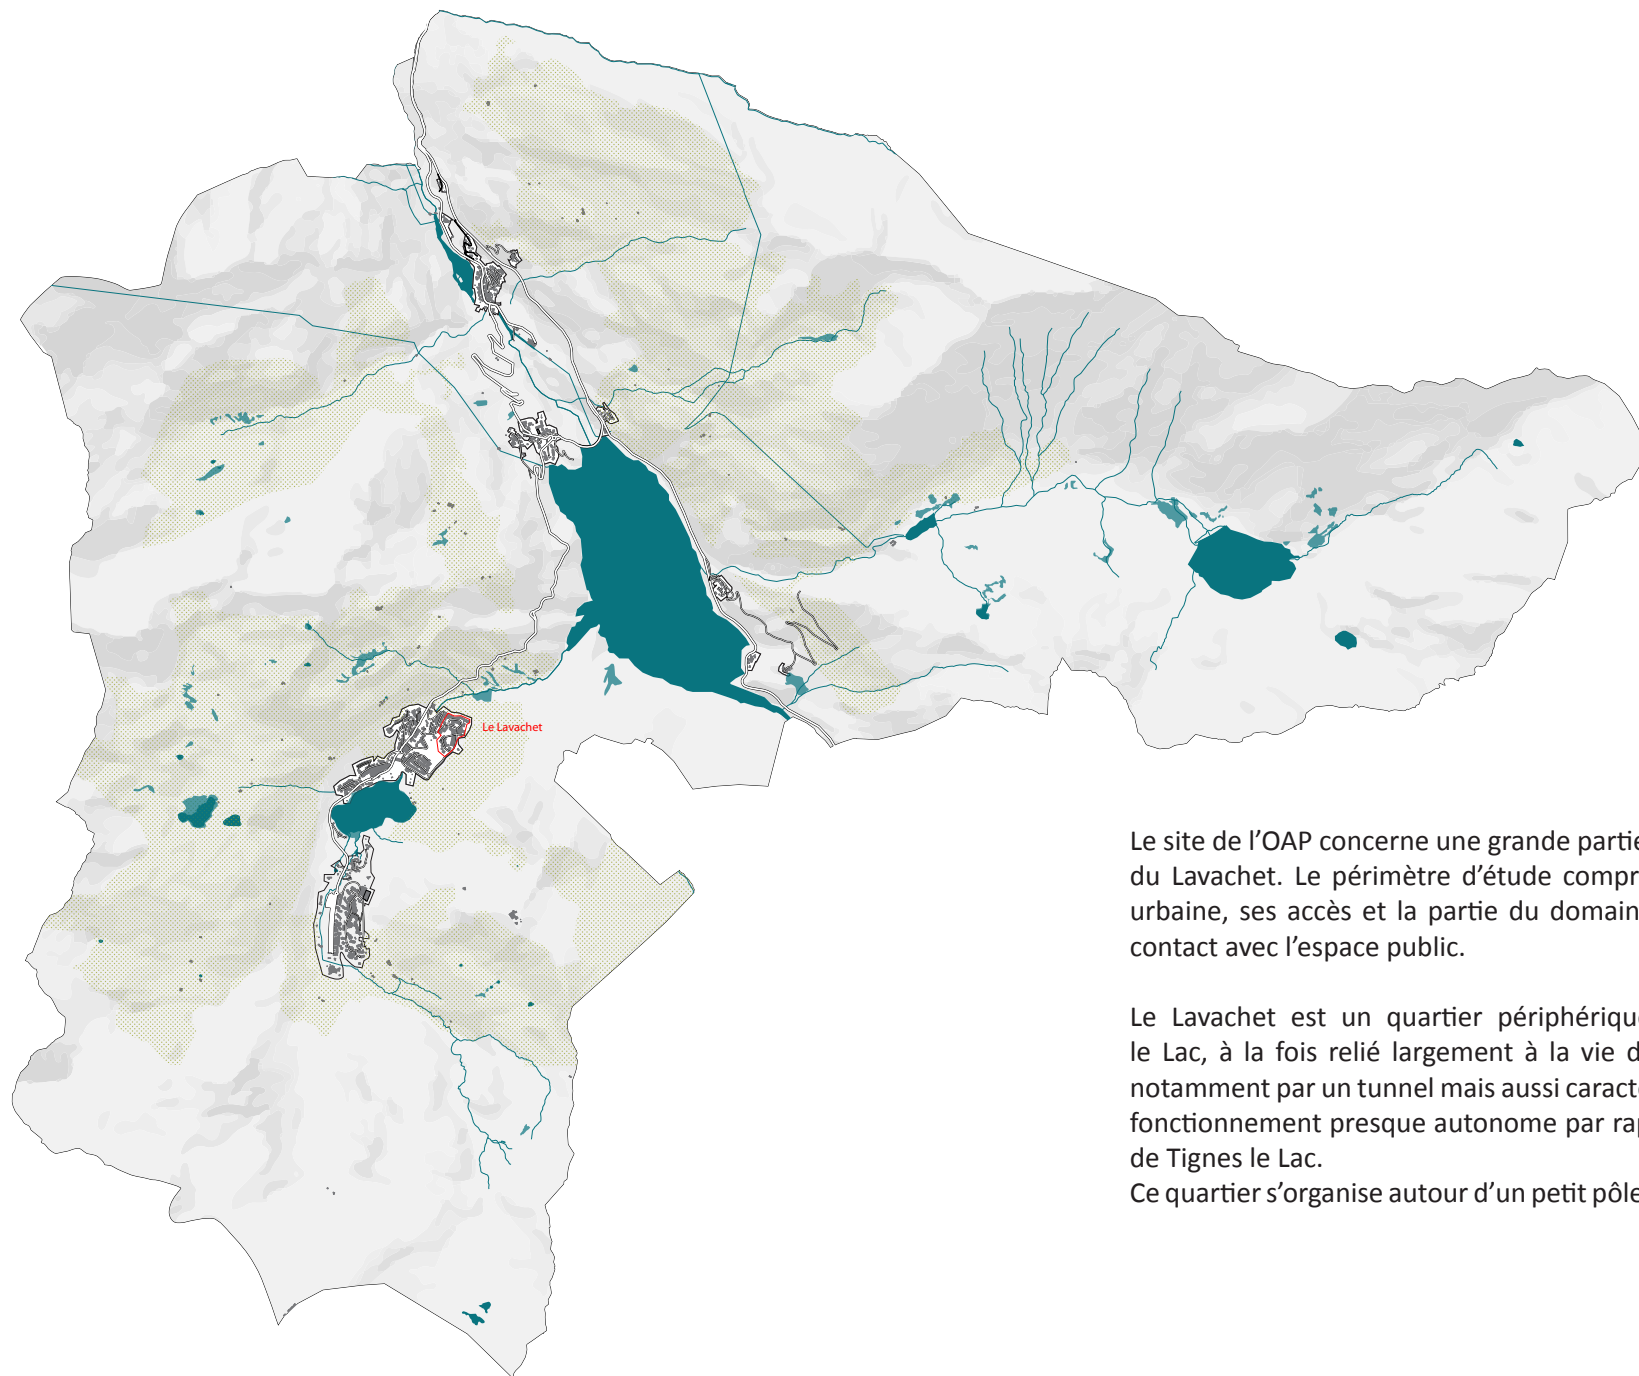 Le Lavachet
Le site de l’OAP concerne une grande partie
du Lavachet. Le périmètre d’étude compr
urbaine, ses accès et la partie du domain
contact avec l’espace public.
Le Lavachet est un quartier périphérique
le Lac, à la fois relié largement à la vie d
notamment par un tunnel mais aussi caract
fonctionnement presque autonome par rap
de Tignes le Lac.
Ce quartier s’organise autour d’un petit pôle